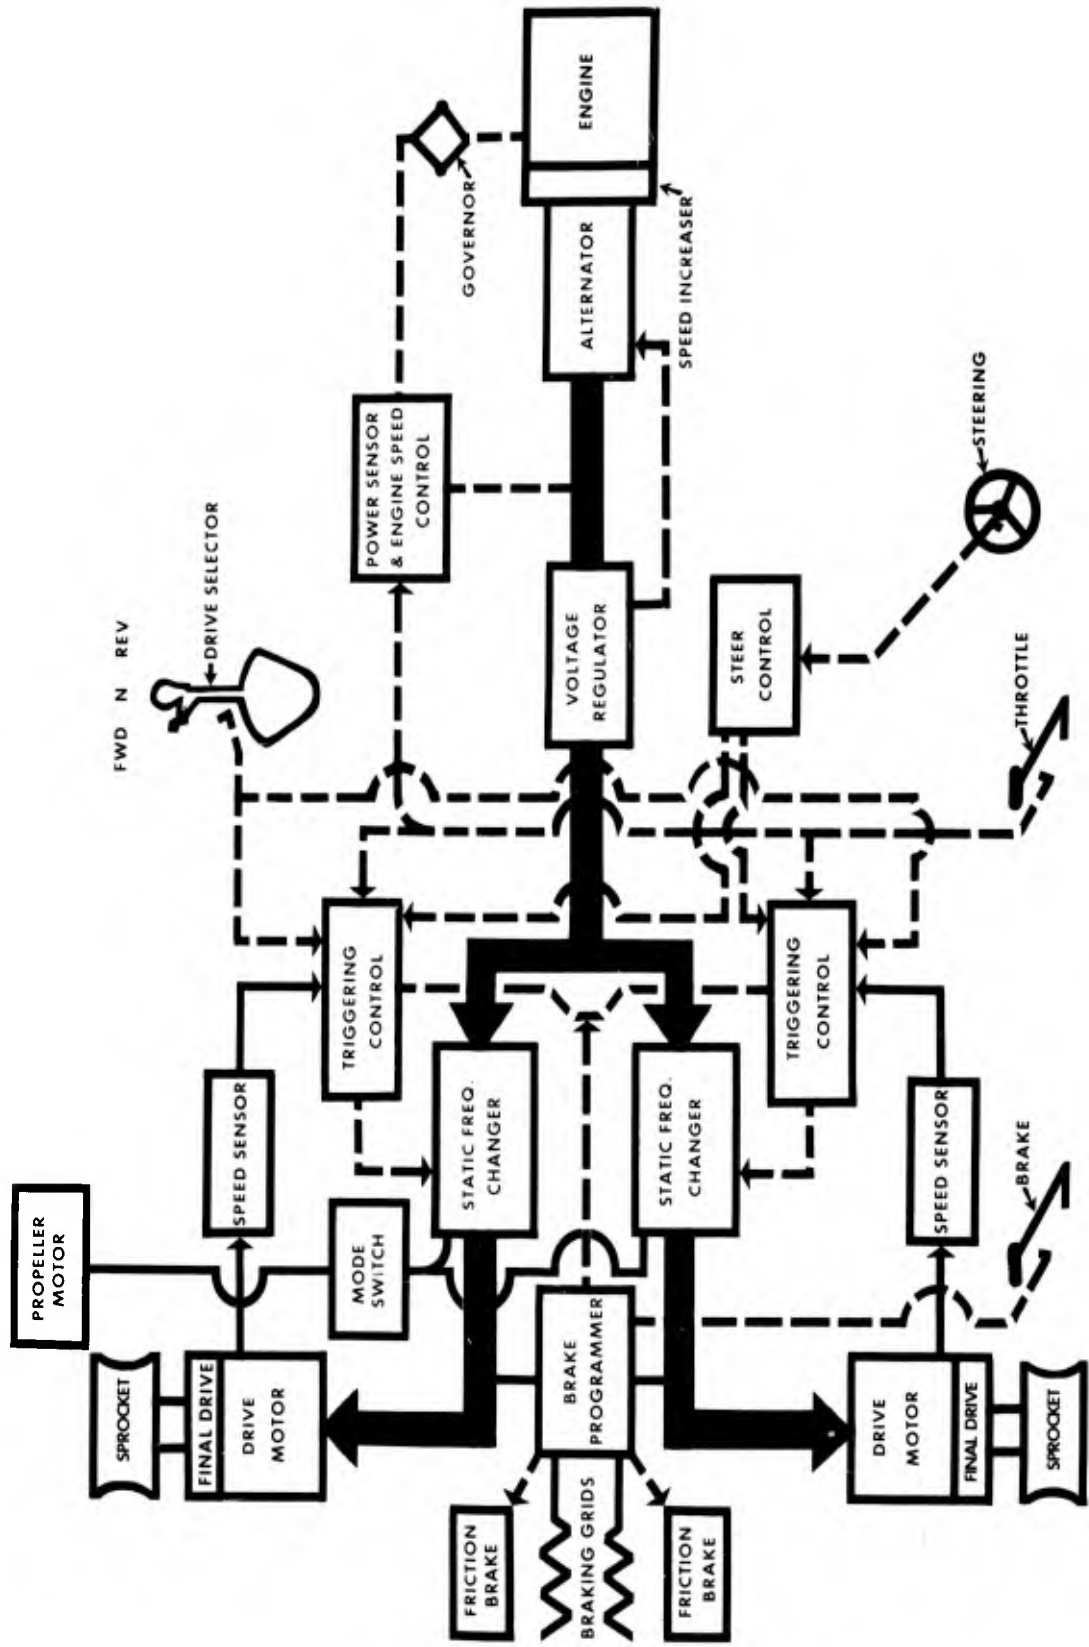 PROPELLER
MOTOR
SPROCKET
FINAL DRIVE
DRIVE
MOTOR
SPEED SENSOR
FWD N REV
DRIVE SELECTOR
MODE
SWITCH
TRIGGERING
CONTROL
POWER SENSOR
& ENGINE SPEED
CONTROL
GOVERNOR
FRICTION
BRAKE
STATIC FREQ.
CHANGER
BRAKING GRIDS
BRAKE
PROGRAMMER
VOLTAGE
REGULATOR
ALTERNATOR
ENGINE
SPEED INCREASER
FRICTION
BRAKE
STATIC FREQ.
CHANGER
STEER
CONTROL
TRIGGERING
CONTROL
DRIVE
MOTOR
FINAL DRIVE
SPROCKET
SPEED SENSOR
BRAKE
THROTTLE
STEERING